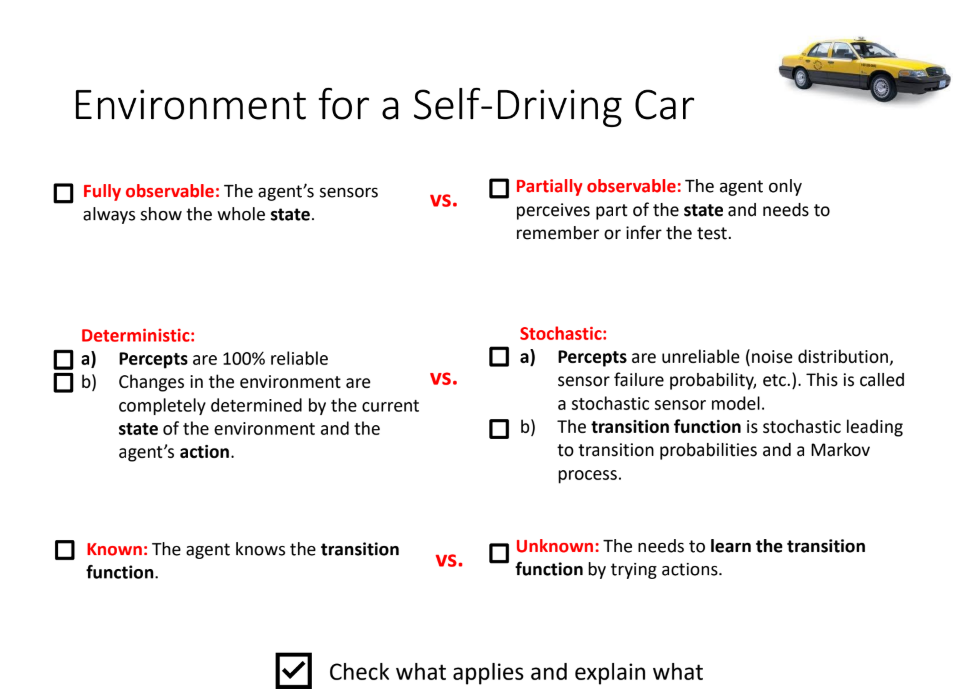 Environment for a Self-Driving Car
Fully observable: The agent's sensors
always show the whole state.
vs.
Partially observable: The agent only
perceives part of the state and needs to
remember or infer the test.
Deterministic:
a) Percepts are 100% reliable
b) Changes in the environment are
completely determined by the current
state of the environment and the
agent's action.
vs.
Stochastic:
a) Percepts are unreliable (noise distribution,
sensor failure probability, etc.). This is called
a stochastic sensor model.
b) The transition function is stochastic leading
to transition probabilities and a Markov
process.
Known: The agent knows the transition
function.
vs.
Unknown: The needs to learn the transition
function by trying actions.
Check what applies and explain what